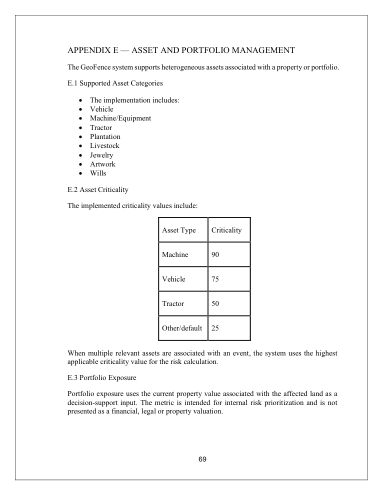 APPENDIX E — ASSET AND PORTFOLIO MANAGEMENT
The GeoFence system supports heterogeneous assets associated with a property or portfolio.
E.1 Supported Asset Categories
• The implementation includes:
• Vehicle
• Machine/Equipment
• Tractor
• Plantation
• Livestock
• Jewelry
• Artwork
• Wills
E.2 Asset Criticality
The implemented criticality values include:
Asset Type Criticality
Machine 90
Vehicle 75
Tractor 50
Other/default 25
When multiple relevant assets are associated with an event, the system uses the highest
applicable criticality value for the risk calculation.
E.3 Portfolio Exposure
Portfolio exposure uses the current property value associated with the affected land as a
decision-support input. The metric is intended for internal risk prioritization and is not
presented as a financial, legal or property valuation.
69